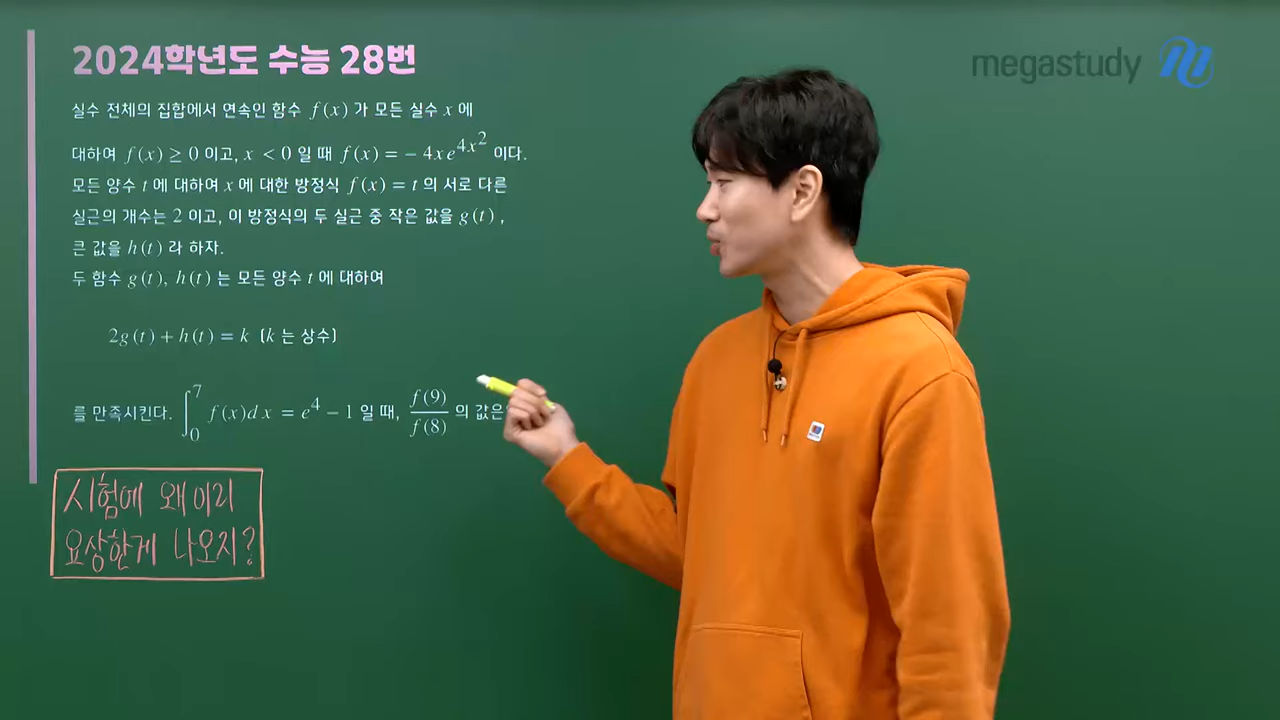 2024학년도 수능 28번
megastudy
실수 전체의 집합에서 연속인 함수 f(x)가 모든 실수 x에
대하여 f(x) ≥ 0 이고, x < 0 일 때 f(x) = − 4xe^{4x^2} 이다.
모든 양수 t에 대하여 x에 대한 방정식 f(x) = t의 서로 다른
실근의 개수는 2 이고, 이 방정식의 두 실근 중 작은 값을 g(t),
큰 값을 h(t)라 하자.
두 함수 g(t), h(t)는 모든 양수 t에 대하여
2g(t) + h(t) = k (k는 상수)
를 만족시킨다. ∫_0^7 f(x)dx = e^4 − 1 일 때, f(9)/f(8) 의 값은
시험에 왜 이리
요상한게 나오지?